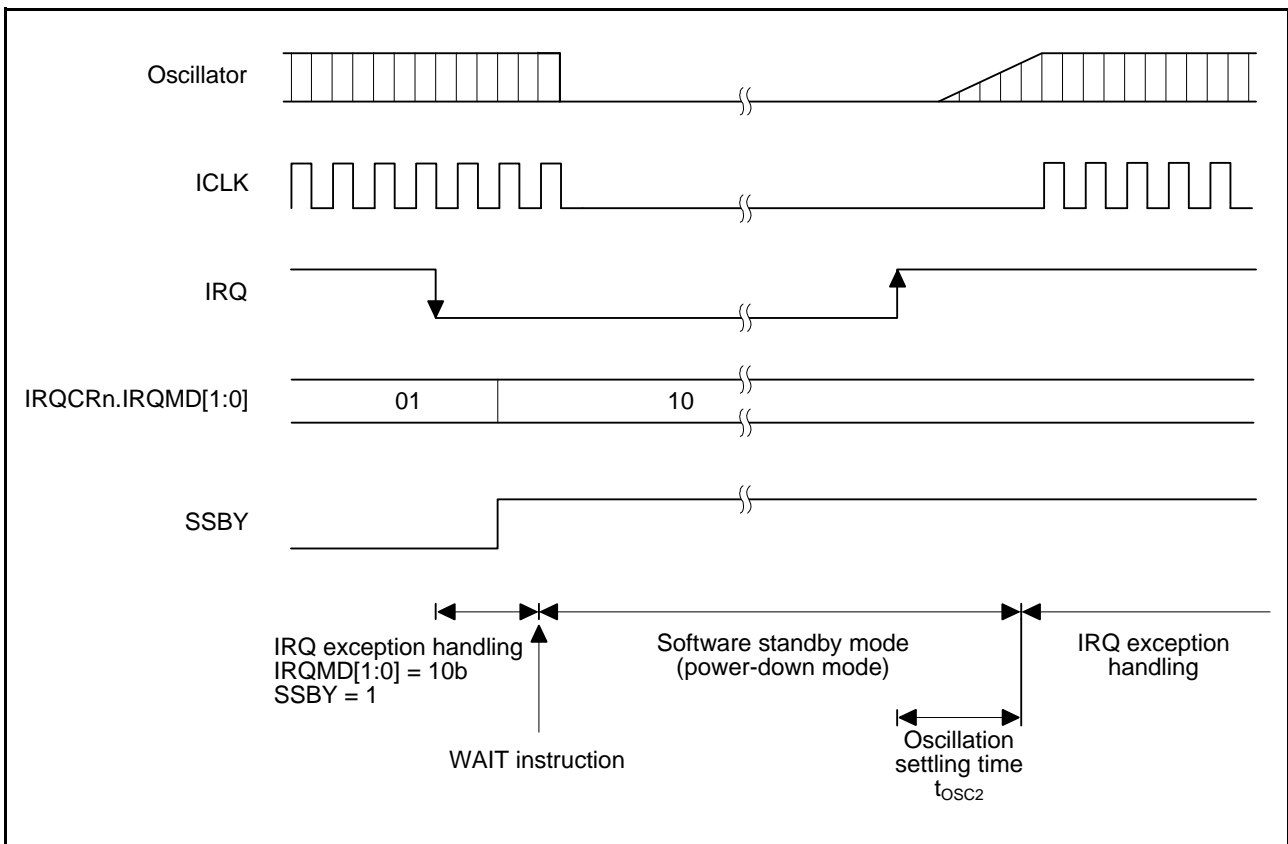 Oscillator
ICLK
IRQ
IRQCRn.IRQMD[1:0]
01
10
SSBY
IRQ exception handling
IRQMD[1:0] = 10b
SSBY = 1
Software standby mode
(power-down mode)
IRQ exception
handling
WAIT instruction
Oscillation
settling time
tOSC2